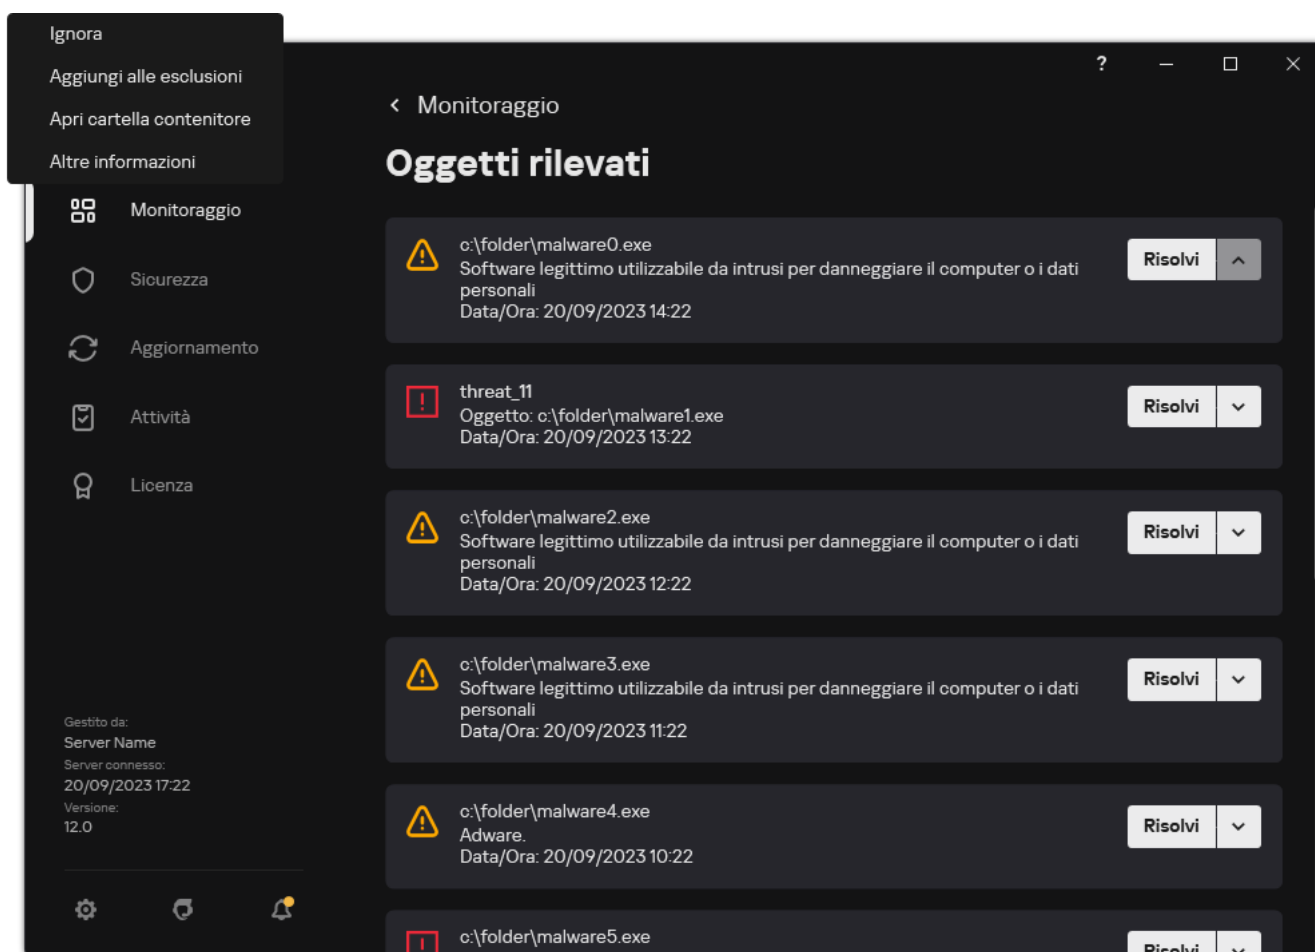 Ignora
Aggiungi alle esclusioni
Apri cartella contenitore
Altre informazioni
?
Monitoraggio
Sicurezza
Aggiornamento
Attività
Licenza
Gestito da:
Server Name
Server connesso:
20/09/2023 17:22
Versione:
12.0
Monitoraggio
Oggetti rilevati
c:\folder\malware0.exe
Software legittimo utilizzabile da intrusi per danneggiare il computer o i dati
personali
Data/Ora: 20/09/2023 14:22
Risolvi
threat_11
Oggetto: c:\folder\malware1.exe
Data/Ora: 20/09/2023 13:22
Risolvi
c:\folder\malware2.exe
Software legittimo utilizzabile da intrusi per danneggiare il computer o i dati
personali
Data/Ora: 20/09/2023 12:22
Risolvi
c:\folder\malware3.exe
Software legittimo utilizzabile da intrusi per danneggiare il computer o i dati
personali
Data/Ora: 20/09/2023 11:22
Risolvi
c:\folder\malware4.exe
Adware.
Data/Ora: 20/09/2023 10:22
Risolvi
c:\folder\malware5.exe
Risolvi